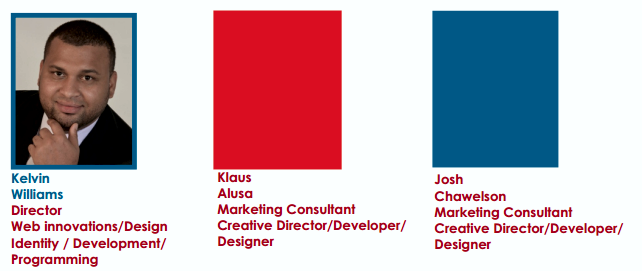 Kelvin
Williams
Director
Web innovations/Design
Identity / Development/
Programming
Klaus
Alusa
Marketing Consultant
Creative Director/Developer/
Designer
Josh
Chawelson
Marketing Consultant
Creative Director/Developer/
Designer